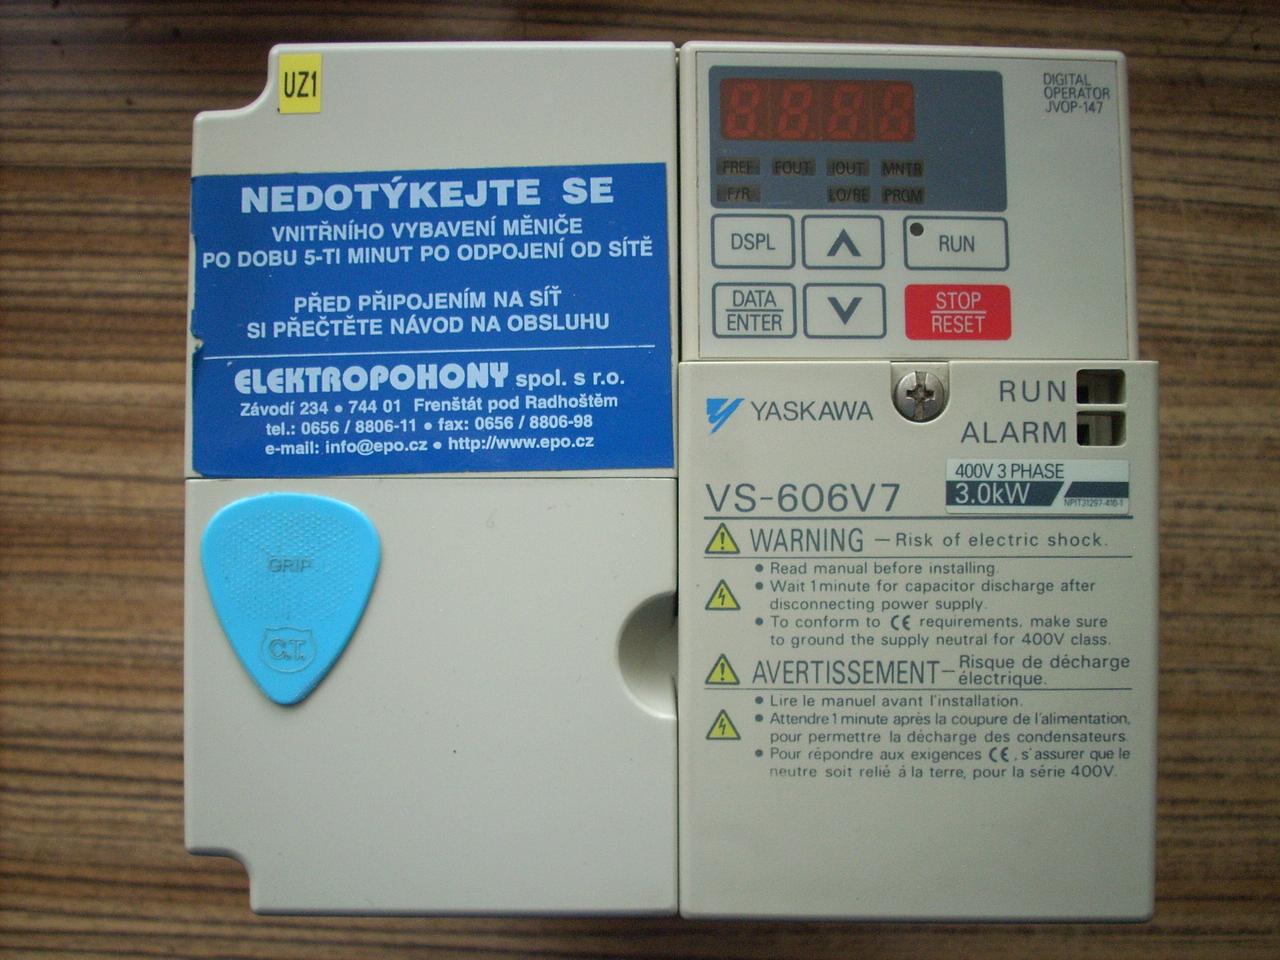 UZ1
NEDOTÝKEJTE SE
VNITŘNÍHO VYBAVENÍ MĚNIČE
PO DOBU 5-TI MINUT PO ODPOJENÍ OD SÍTĚ
PŘED PŘIPOJENÍM NA SÍŤ
SI PŘEČTĚTE NÁVOD NA OBSLUHU
ELEKTROPOHONY spol. s r.o.
Závodí 234 • 744 01 Frenštát pod Radhoštěm
tel.: 0656 / 8806-11 • fax: 0656 / 8806-98
e-mail: info@epo.cz • http://www.epo.cz
GRIP
C.T.
DIGITAL
OPERATOR
JVOP-147
8.8.8.8.
FREF FOUT IOUT MNTR
F/R LO/RE PRGM
DSPL
RUN
DATA
ENTER
STOP
RESET
YASKAWA
RUN
ALARM
400V 3 PHASE
3.0kW
NPIT31297-416-1
VS-606V7
WARNING — Risk of electric shock.
• Read manual before installing.
• Wait 1 minute for capacitor discharge after
disconnecting power supply.
• To conform to CE requirements, make sure
to ground the supply neutral for 400V class.
AVERTISSEMENT — Risque de décharge
électrique.
• Lire le manuel avant l'installation.
• Attendre 1 minute après la coupure de l'alimentation,
pour permettre la décharge des condensateurs.
• Pour répondre aux exigences CE, s'assurer que le
neutre soit relié á la terre, pour la série 400V.